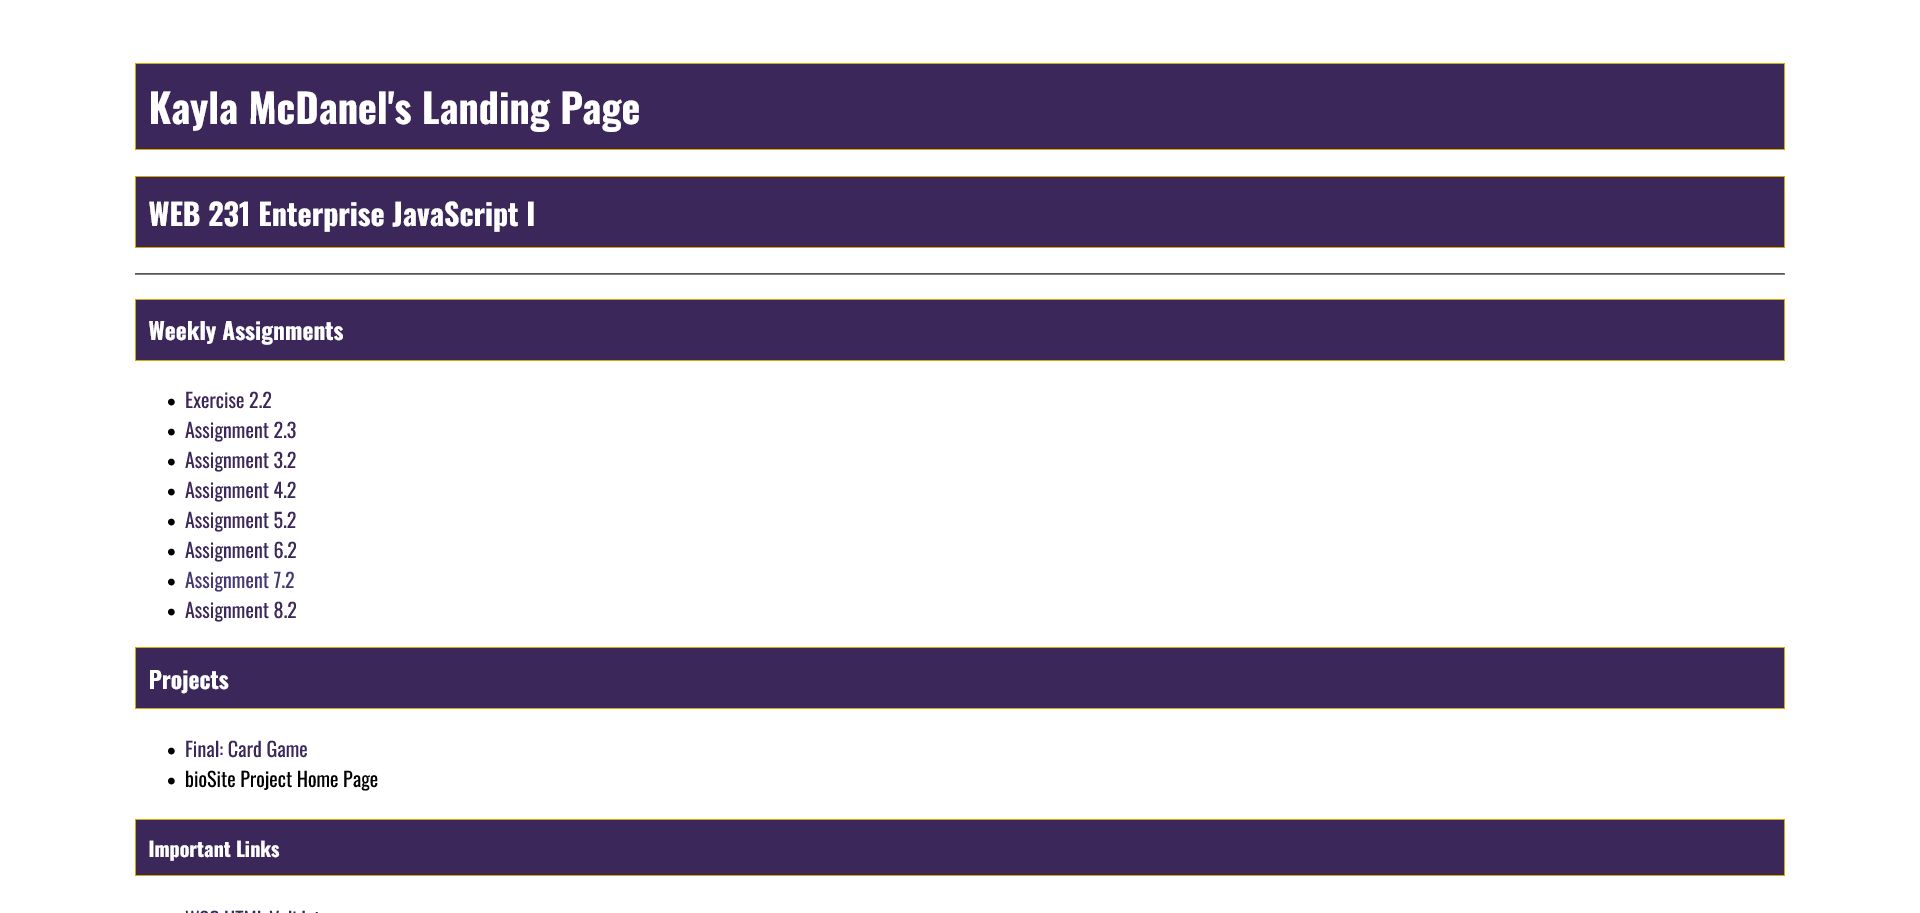 Kayla McDanel's Landing Page
WEB 231 Enterprise JavaScript I
Weekly Assignments
Exercise 2.2
Assignment 2.3
Assignment 3.2
Assignment 4.2
Assignment 5.2
Assignment 6.2
Assignment 7.2
Assignment 8.2
Projects
Final: Card Game
bioSite Project Home Page
Important Links